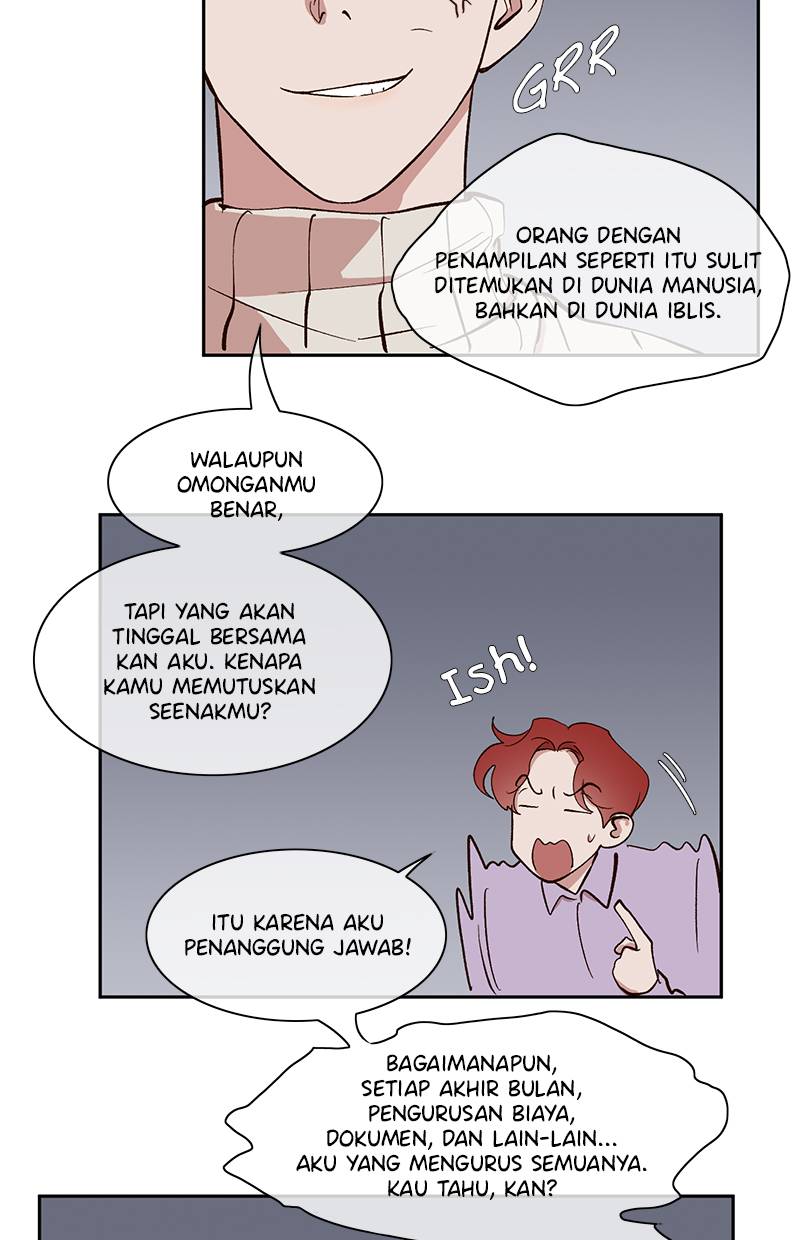 GRR
ORANG DENGAN
PENAMPILAN SEPERTI ITU SULIT
DITEMUKAN DI DUNIA MANUSIA,
BAHKAN DI DUNIA IBLIS.
WALAUPUN
OMONGANMU
BENAR,
TAPI YANG AKAN
TINGGAL BERSAMA
KAN AKU. KENAPA
KAMU MEMUTUSKAN
SEENAKMU?
Ish!
ITU KARENA AKU
PENANGGUNG JAWAB!
BAGAIMANAPUN,
SETIAP AKHIR BULAN,
PENGURUSAN BIAYA,
DOKUMEN, DAN LAIN-LAIN...
AKU YANG MENGURUS SEMUANYA.
KAU TAHU, KAN?